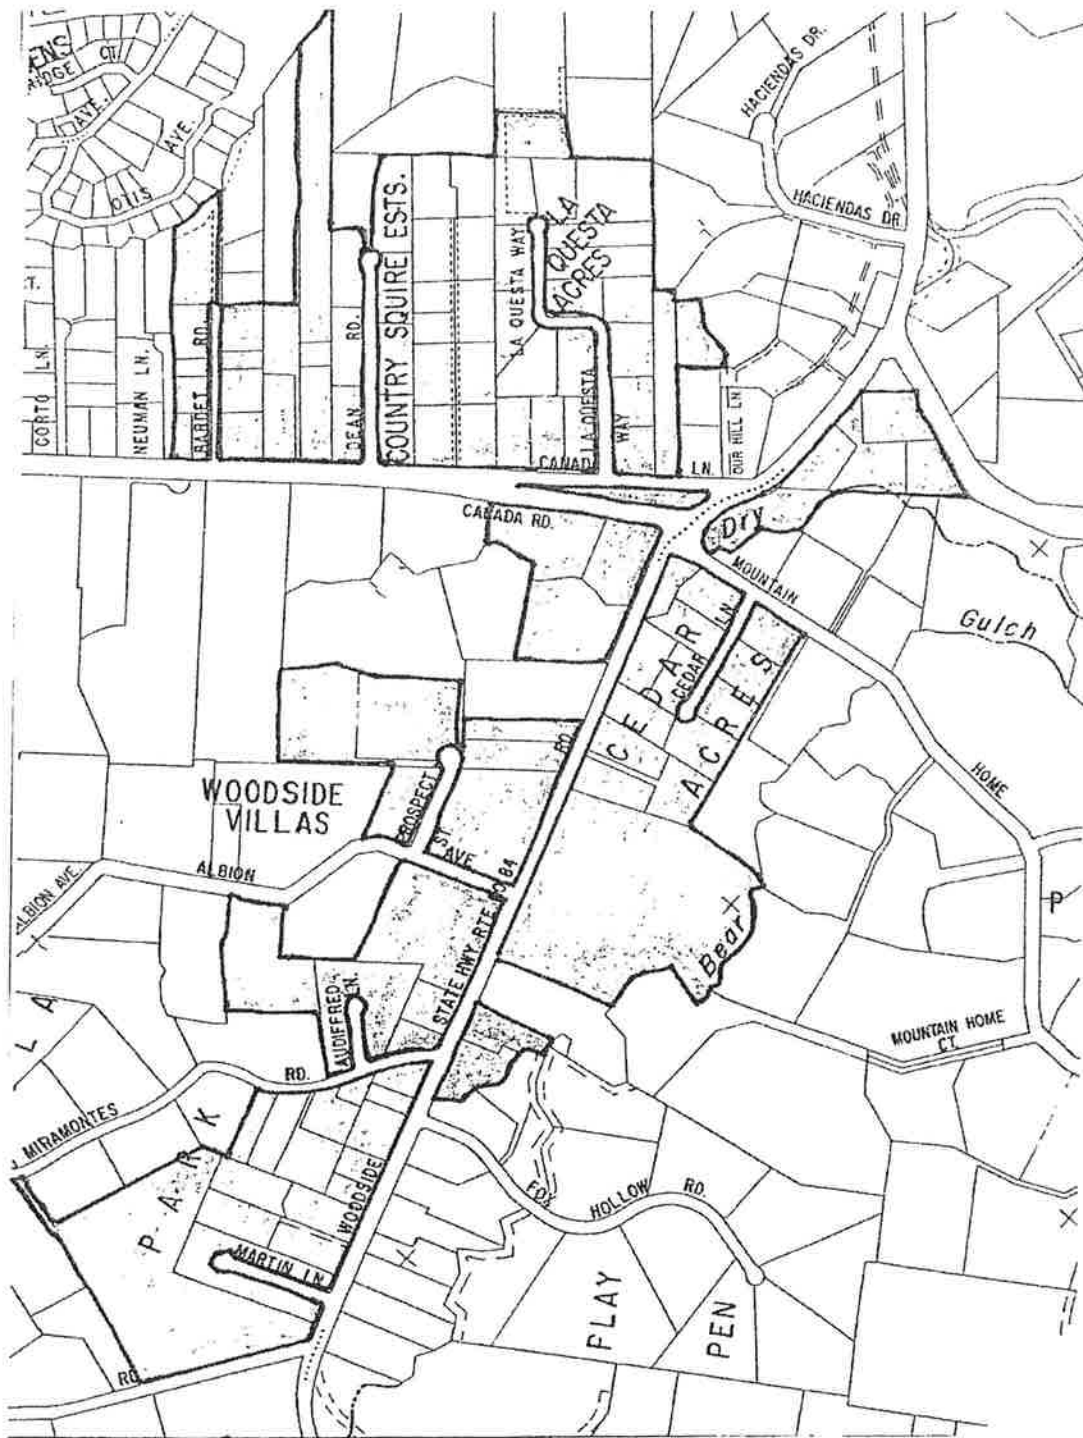 ENS
RIDGE
CT.
AVE.
AVE.
OTIS
HACIENDAS DR.
HACIENDAS DR.
CORTO LN.
NEUMAN LN.
BARDET RD.
DEAN RD.
COUNTRY SQUIRE ESTS.
LA QUESTA WAY
LA QUESTA ACRES
LA QUESTA WAY
OUR HILL LN.
CANADA LN.
CANADA RD.
Dry
Gulch
MOUNTAIN
HOME
CEDAR
ACRES
CEDAR LN.
WOODSIDE
VILLAS
PROSPECT
ST.
ALBION
AVE
ALBION AVE.
RD.
STATE HWY. RTE. NO. 84
Bear
P
MOUNTAIN HOME
CT.
AUDIFFRED LN.
MIRAMONTES
RD.
L A
P A R K
WOODSIDE
MARTIN LN.
RD.
FOX
HOLLOW
RD.
PLAY
PEN